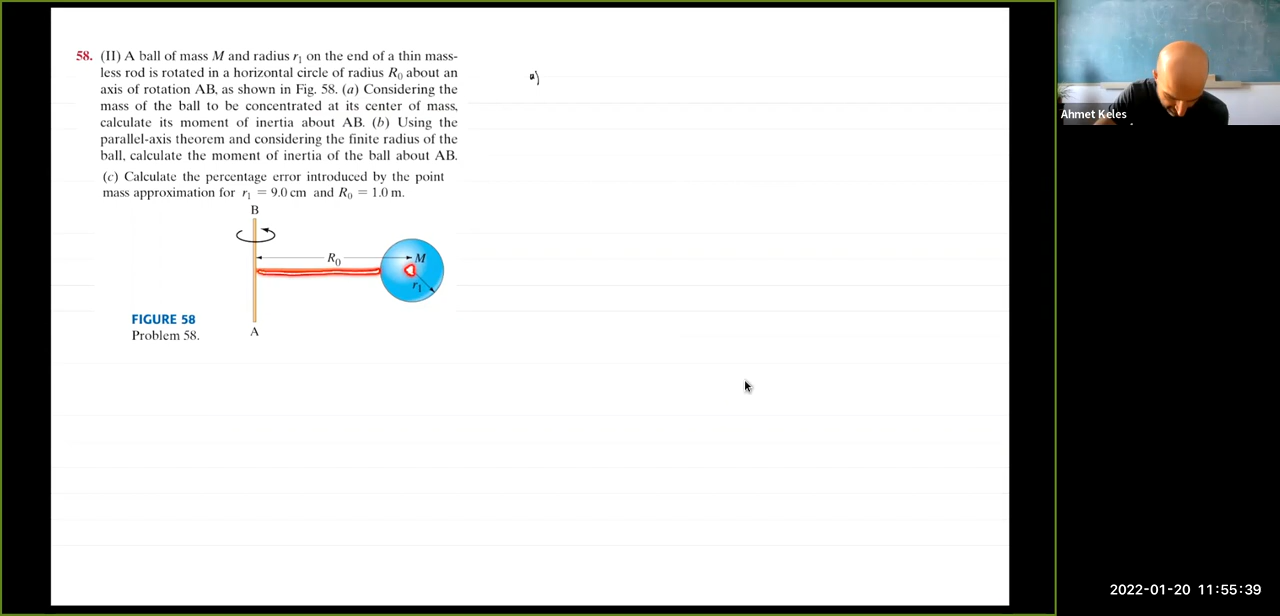 58. (II) A ball of mass M and radius r₁ on the end of a thin mass-
less rod is rotated in a horizontal circle of radius R₀ about an
axis of rotation AB, as shown in Fig. 58. (a) Considering the
mass of the ball to be concentrated at its center of mass,
calculate its moment of inertia about AB. (b) Using the
parallel-axis theorem and considering the finite radius of the
ball, calculate the moment of inertia of the ball about AB.
(c) Calculate the percentage error introduced by the point
mass approximation for r₁ = 9.0 cm and R₀ = 1.0 m.
B
R₀
M
r₁
A
FIGURE 58
Problem 58.
a)
Ahmet Keles
2022-01-20 11:55:39